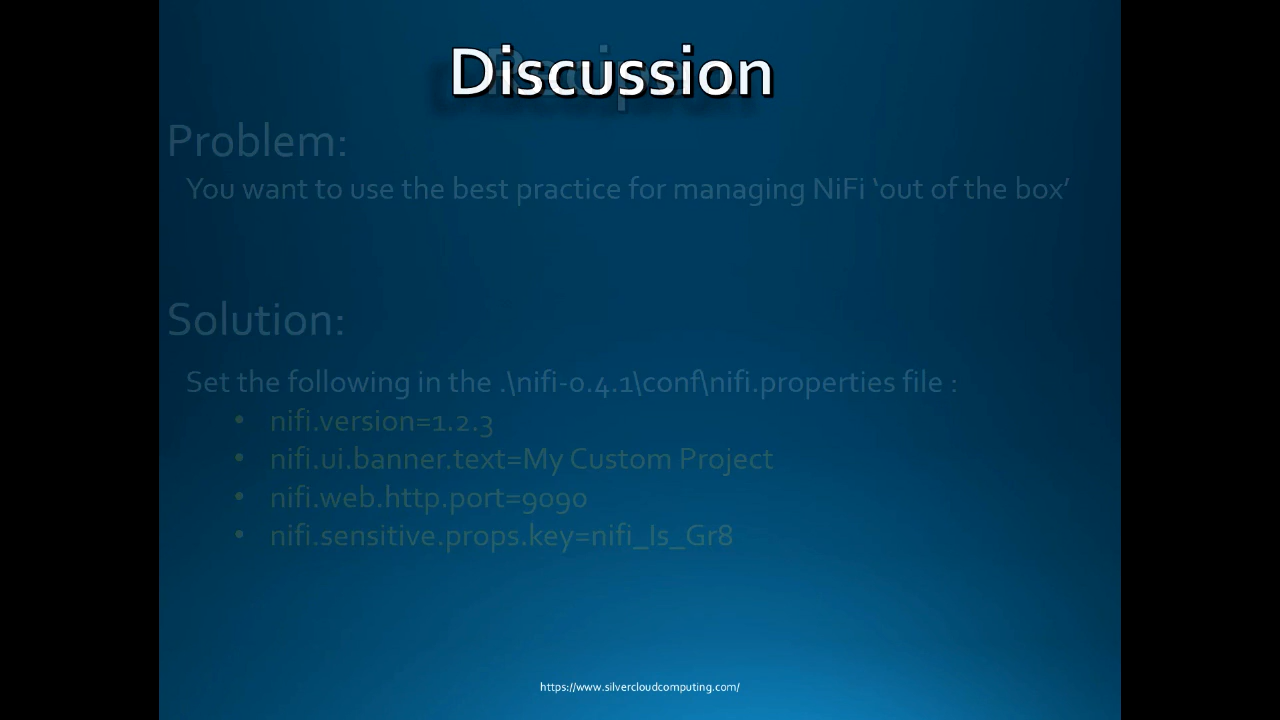 Discussion
Problem:
You want to use the best practice for managing NiFi ‘out of the box’
Solution:
Set the following in the .\nifi-0.4.1\conf\nifi.properties file :
• nifi.version=1.2.3
• nifi.ui.banner.text=My Custom Project
• nifi.web.http.port=9090
• nifi.sensitive.props.key=nifi_Is_Gr8
https://www.silvercloudcomputing.com/